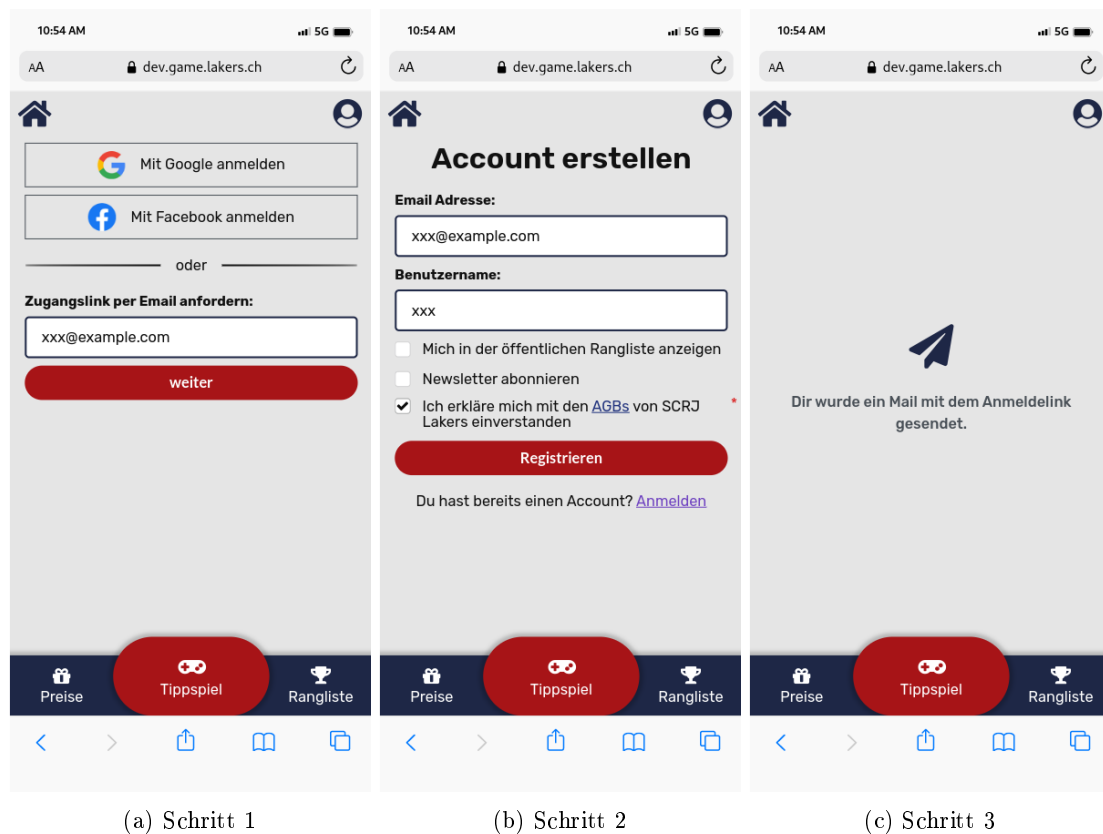 10:54 AM
5G
AA
dev.game.lakers.ch
Mit Google anmelden
Mit Facebook anmelden
oder
Zugangslink per Email anfordern:
xxx@example.com
weiter
Preise
Tippspiel
Rangliste
(a) Schritt 1
10:54 AM
5G
AA
dev.game.lakers.ch
Account erstellen
Email Adresse:
xxx@example.com
Benutzername:
xxx
Mich in der öffentlichen Rangliste anzeigen
Newsletter abonnieren
Ich erkläre mich mit den AGBs von SCRJ *
Lakers einverstanden
Registrieren
Du hast bereits einen Account? Anmelden
Preise
Tippspiel
Rangliste
(b) Schritt 2
10:54 AM
5G
AA
dev.game.lakers.ch
Dir wurde ein Mail mit dem Anmeldelink
gesendet.
Preise
Tippspiel
Rangliste
(c) Schritt 3